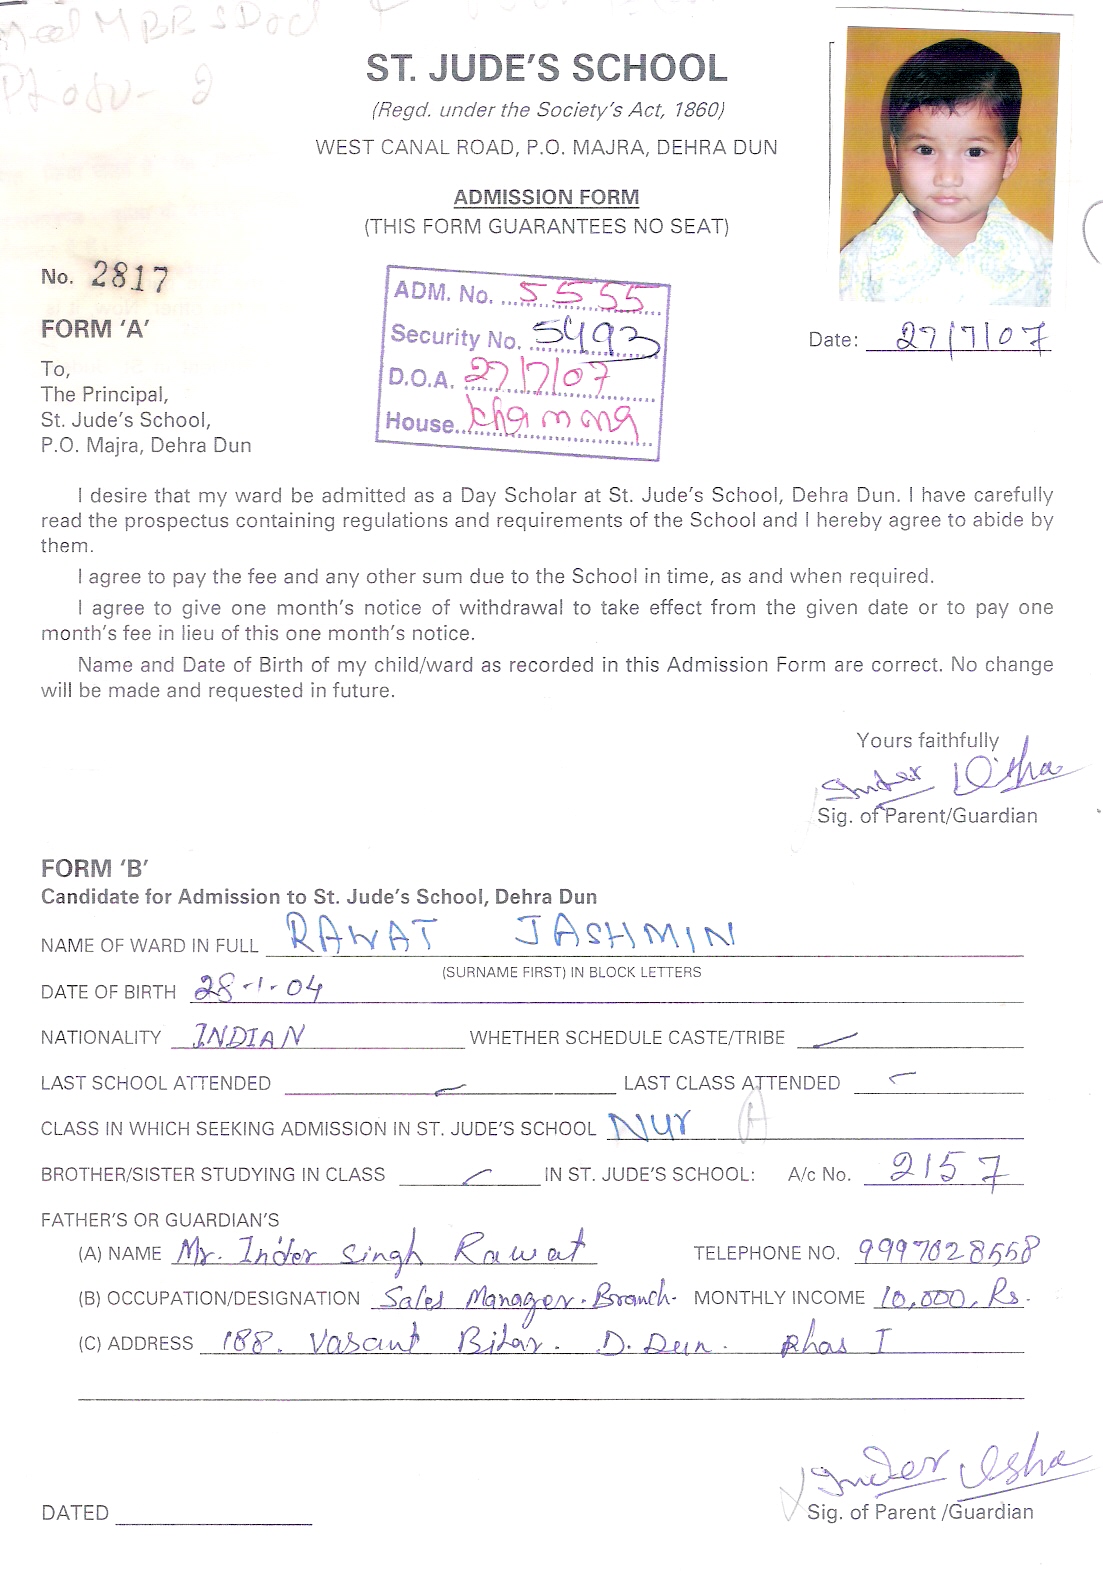 ST. JUDE'S SCHOOL
(Regd. under the Society's Act, 1860)
WEST CANAL ROAD, P.O. MAJRA, DEHRA DUN
ADMISSION FORM
(THIS FORM GUARANTEES NO SEAT)
No. 2817
ADM. No. 5555
Security No. 5493
D.O.A. 27/7/07
House
FORM 'A'
Date: 27/7/07
To,
The Principal,
St. Jude's School,
P.O. Majra, Dehra Dun
I desire that my ward be admitted as a Day Scholar at St. Jude's School, Dehra Dun. I have carefully
read the prospectus containing regulations and requirements of the School and I hereby agree to abide by
them.
I agree to pay the fee and any other sum due to the School in time, as and when required.
I agree to give one month's notice of withdrawal to take effect from the given date or to pay one
month's fee in lieu of this one month's notice.
Name and Date of Birth of my child/ward as recorded in this Admission Form are correct. No change
will be made and requested in future.
Yours faithfully
Inder Usha
Sig. of Parent/Guardian
FORM 'B'
Candidate for Admission to St. Jude's School, Dehra Dun
NAME OF WARD IN FULL RAWAT JASHMIN
(SURNAME FIRST) IN BLOCK LETTERS
DATE OF BIRTH 28-1-04
NATIONALITY INDIAN WHETHER SCHEDULE CASTE/TRIBE
LAST SCHOOL ATTENDED LAST CLASS ATTENDED
CLASS IN WHICH SEEKING ADMISSION IN ST. JUDE'S SCHOOL Nur A
BROTHER/SISTER STUDYING IN CLASS IN ST. JUDE'S SCHOOL: A/c No. 2157
FATHER'S OR GUARDIAN'S
(A) NAME Mr. Inder Singh Rawat TELEPHONE NO. 9997028558
(B) OCCUPATION/DESIGNATION Sales Manager. Branch. MONTHLY INCOME 10,000, Rs.
(C) ADDRESS 188. Vasant Bihar. D. Dun. Phas I
Inder Usha
DATED
Sig. of Parent /Guardian